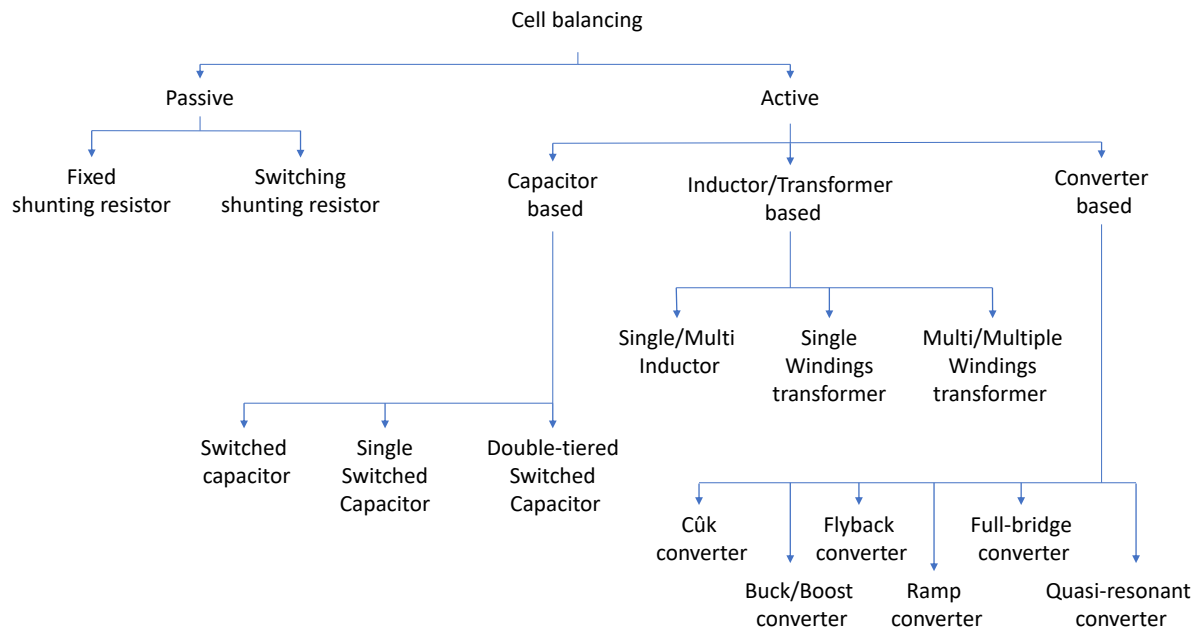 Cell balancing
Passive
Active
Fixed
shunting resistor
Switching
shunting resistor
Capacitor
based
Inductor/Transformer
based
Converter
based
Single/Multi
Inductor
Single
Windings
transformer
Multi/Multiple
Windings
transformer
Switched
capacitor
Single
Switched
Capacitor
Double-tiered
Switched
Capacitor
Cûk
converter
Flyback
converter
Full-bridge
converter
Buck/Boost
converter
Ramp
converter
Quasi-resonant
converter